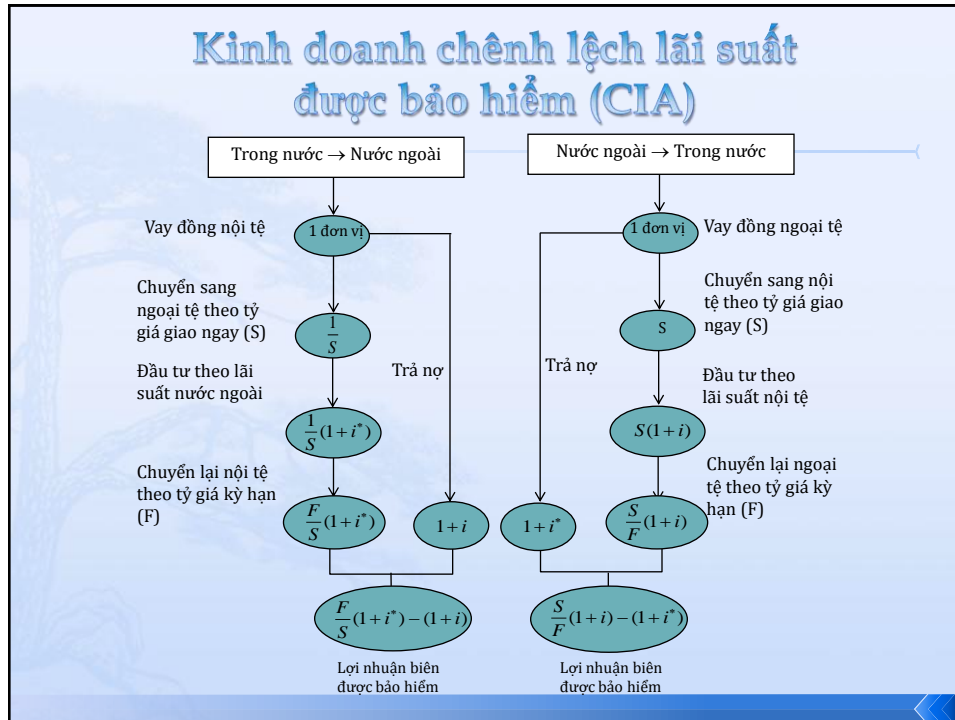 Kinh doanh chênh lệch lãi suất
được bảo hiểm (CIA)
Trong nước → Nước ngoài
Vay đồng nội tệ
1 đơn vị
Chuyển sang
ngoại tệ theo tỷ
giá giao ngay (S)
1/S
Đầu tư theo lãi
suất nước ngoài
1/S(1+i*)
Chuyển lại nội tệ
theo tỷ giá kỳ hạn
(F)
F/S(1+i*)
Trả nợ
1+i
F/S(1+i*)−(1+i)
Lợi nhuận biên
được bảo hiểm
Nước ngoài → Trong nước
1 đơn vị
Vay đồng ngoại tệ
Chuyển sang nội
tệ theo tỷ giá giao
ngay (S)
S
Trả nợ
Đầu tư theo
lãi suất nội tệ
S(1+i)
Chuyển lại ngoại
tệ theo tỷ giá kỳ
hạn (F)
1+i*
S/F(1+i)
S/F(1+i)−(1+i*)
Lợi nhuận biên
được bảo hiểm